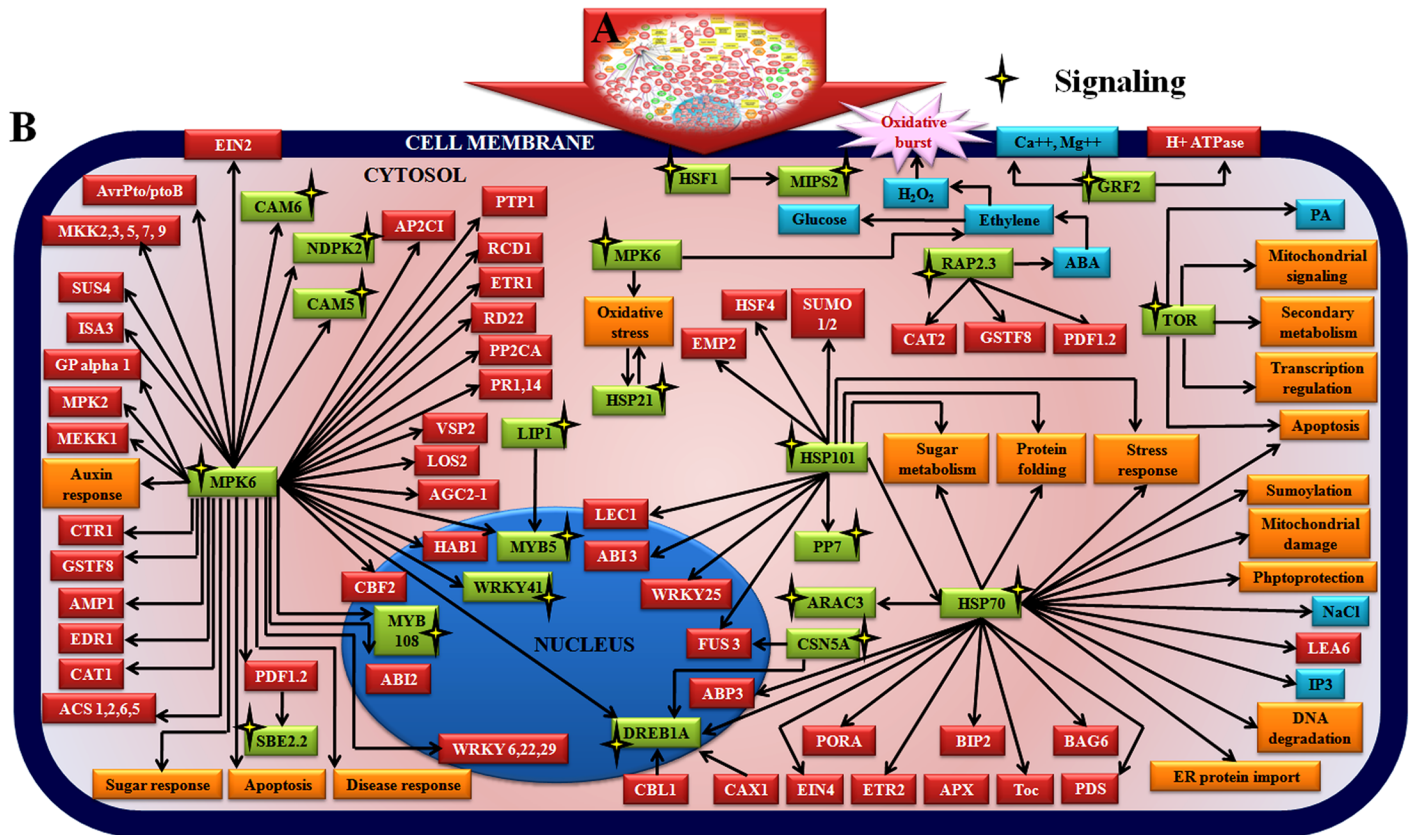 A
Signaling
B
CELL MEMBRANE
CYTOSOL
Oxidative
burst
Ca++, Mg++
H+ ATPase
EIN2
AvrPto/ptoB
CAM6
MKK2,3, 5, 7, 9
NDPK2
AP2CI
PTP1
RCD1
ETR1
RD22
PP2CA
PR1,14
SUS4
CAM5
ISA3
GP alpha 1
MPK2
MEKK1
Auxin
response
MPK6
VSP2
LOS2
AGC2-1
LIP1
CTR1
GSTF8
AMP1
EDR1
CAT1
ACS 1,2,6,5
PDF1.2
SBE2.2
Sugar response
Apoptosis
Disease response
HSF1
MIPS2
H₂O₂
GRF2
Glucose
Ethylene
PA
MPK6
RAP2.3
ABA
Mitochondrial
signaling
Oxidative
stress
HSF4
SUMO
1/2
EMP2
CAT2
GSTF8
PDF1.2
TOR
Secondary
metabolism
Transcription
regulation
HSP21
Apoptosis
HSP101
Sugar
metabolism
Protein
folding
Stress
response
Sumoylation
Mitochondrial
damage
Phptoprotection
NaCl
LEA6
IP3
DNA
degradation
ER protein import
LEC1
HAB1
MYB5
ABI 3
PP7
CBF2
WRKY41
WRKY25
ARAC3
HSP70
MYB
108
NUCLEUS
FUS 3
CSN5A
ABI2
ABP3
WRKY 6,22,29
DREB1A
PORA
BIP2
BAG6
CBL1
CAX1
EIN4
ETR2
APX
Toc
PDS